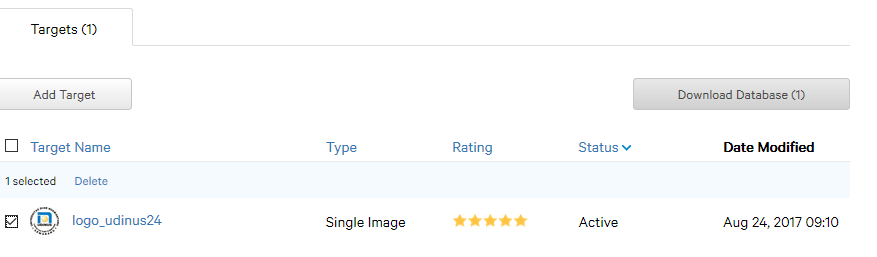 Targets (1)
Add Target
Download Database (1)
Target Name Type Rating Status Date Modified
1 selected Delete
logo_udinus24 Single Image Active Aug 24, 2017 09:10